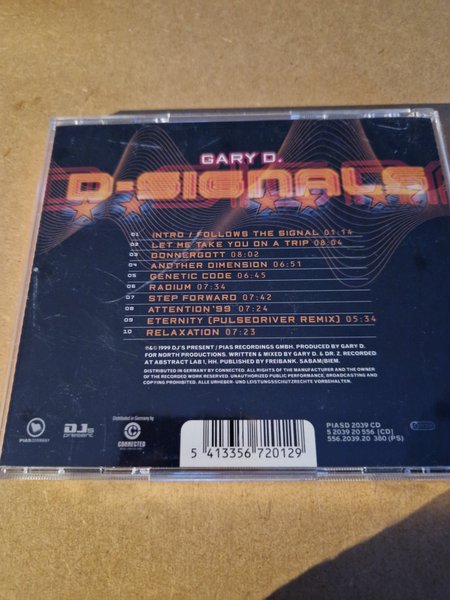 GARY D.
D-SIGNALS
01 INTRO / FOLLOWS THE SIGNAL 01:14
02 LET ME TAKE YOU ON A TRIP 08:04
03 DONNERGOTT 08:02
04 ANOTHER DIMENSION 06:51
05 GENETIC CODE 06:45
06 RADIUM 07:34
07 STEP FORWARD 07:42
08 ATTENTION'99 07:24
09 ETERNITY (PULSEDRIVER REMIX) 05:34
10 RELAXATION 07:23
℗&© 1999 DJ'S PRESENT / PIAS RECORDINGS GMBH. PRODUCED BY GARY D.
FOR NORTH PRODUCTIONS. WRITTEN & MIXED BY GARY D. & DR. Z. RECORDED
AT ABSTRACT LAB 1, HH. PUBLISHED BY FREIBANK. SABAM/BIEM.
DISTRIBUTED IN GERMANY BY CONNECTED. ALL RIGHTS OF THE MANUFACTURER AND THE OWNER
OF THE RECORDED WORK RESERVED. UNAUTHORIZED PUBLIC PERFORMANCE, BROADCASTING AND
COPYING PROHIBITED. ALLE URHEBER- UND LEISTUNGSSCHUTZRECHTE VORBEHALTEN.
PIAS GERMANY
DJs present
Distributed in Germany by
CONNECTED
5 413356 720129
PIASD 2039 CD
5 2039 20 556 (CD)
556.2039.20 380 (PS)